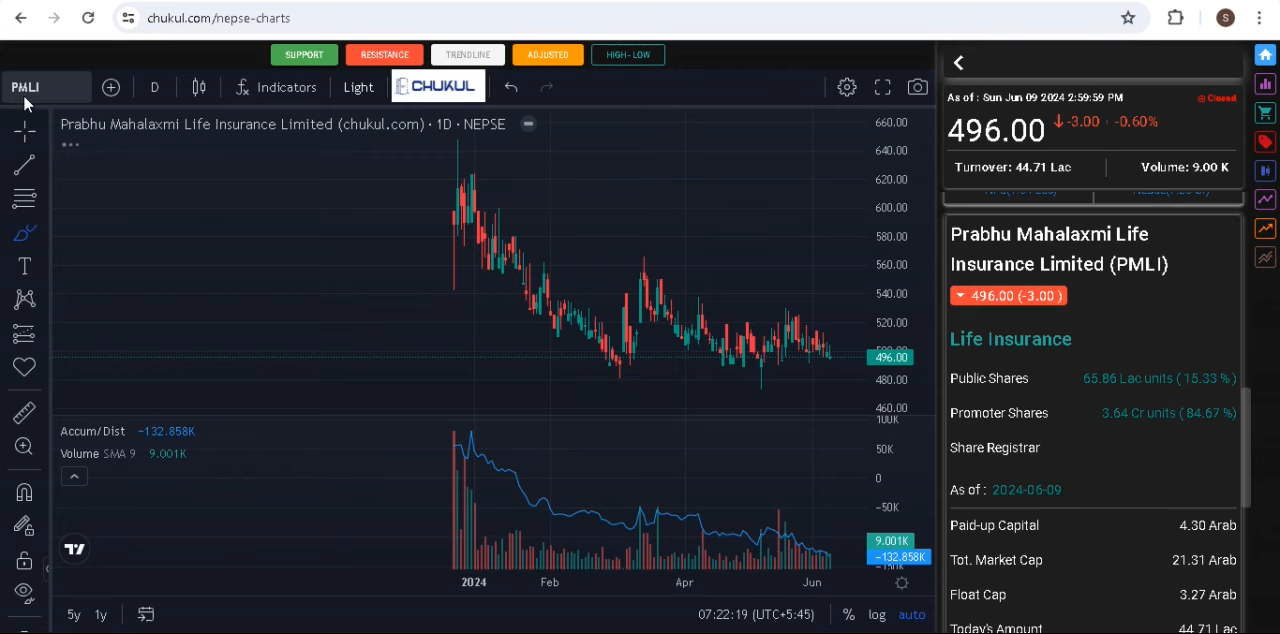 chukul.com/nepse-charts
S
SUPPORT RESISTANCE TRENDLINE ADJUSTED HIGH-LOW
PMLI D Indicators Light CHUKUL
Prabhu Mahalaxmi Life Insurance Limited (chukul.com) · 1D · NEPSE
660.00
640.00
620.00
600.00
580.00
560.00
540.00
520.00
496.00
480.00
460.00
Accum/Dist -132.858K
Volume SMA 9 9.001K
100K
50K
0
-50K
9.001K
-132.858K
2024 Feb Apr Jun
5y 1y 07:22:19 (UTC+5:45) % log auto
As of : Sun Jun 09 2024 2:59:59 PM Closed
496.00 -3.00 -0.60%
Turnover: 44.71 Lac Volume: 9.00 K
Prabhu Mahalaxmi Life
Insurance Limited (PMLI)
496.00 (-3.00 )
Life Insurance
Public Shares 65.86 Lac units ( 15.33 %)
Promoter Shares 3.64 Cr units ( 84.67 %)
Share Registrar
As of : 2024-06-09
Paid-up Capital 4.30 Arab
Tot. Market Cap 21.31 Arab
Float Cap 3.27 Arab
Today's Amount 44.71 Lac